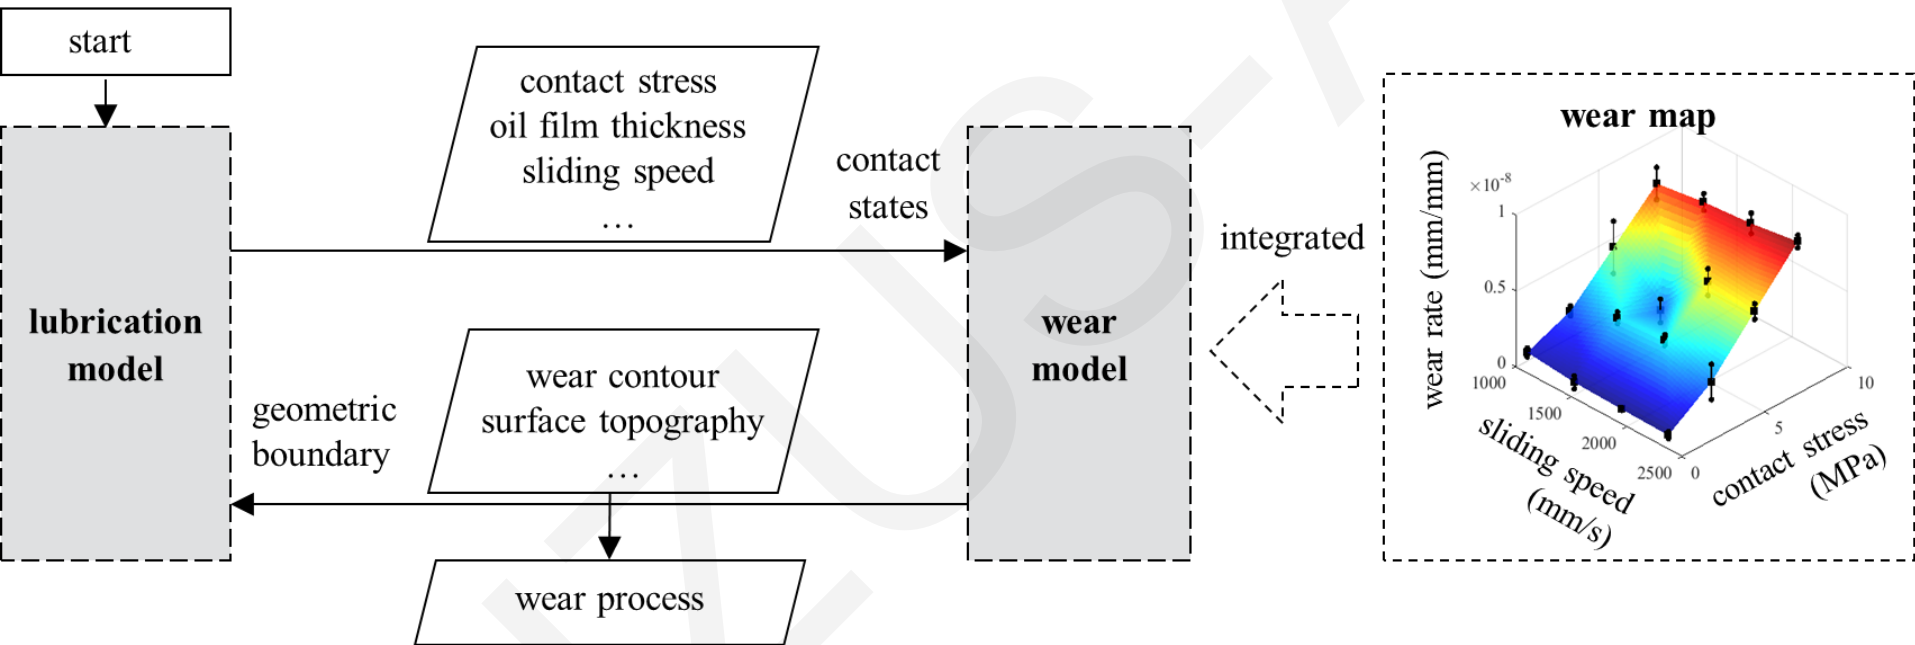 start
lubrication
model
contact stress
oil film thickness
sliding speed
...
contact
states
wear contour
surface topography
...
geometric
boundary
wear process
wear
model
integrated
wear map
wear rate (mm/mm)
×10-8
1
0.5
0
1000
1500
2000
2500
sliding speed
(mm/s)
0
5
10
contact stress
(MPa)
ZUS-A